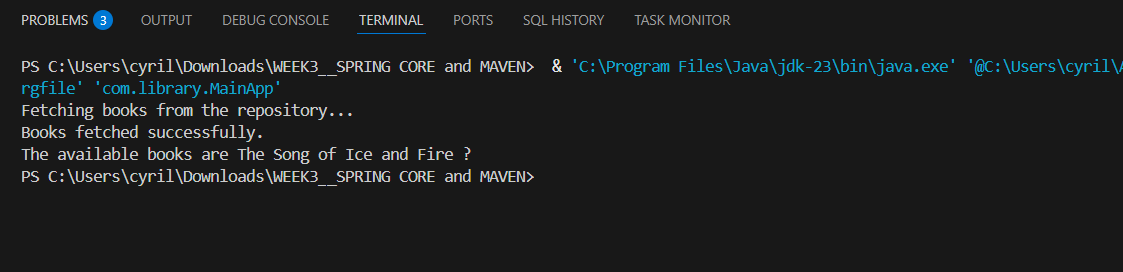 PROBLEMS 3 OUTPUT DEBUG CONSOLE TERMINAL PORTS SQL HISTORY TASK MONITOR
PS C:\Users\cyril\Downloads\WEEK3__SPRING CORE and MAVEN>  & 'C:\Program Files\Java\jdk-23\bin\java.exe' '@C:\Users\cyril\A
rgfile' 'com.library.MainApp'
Fetching books from the repository...
Books fetched successfully.
The available books are The Song of Ice and Fire ?
PS C:\Users\cyril\Downloads\WEEK3__SPRING CORE and MAVEN>